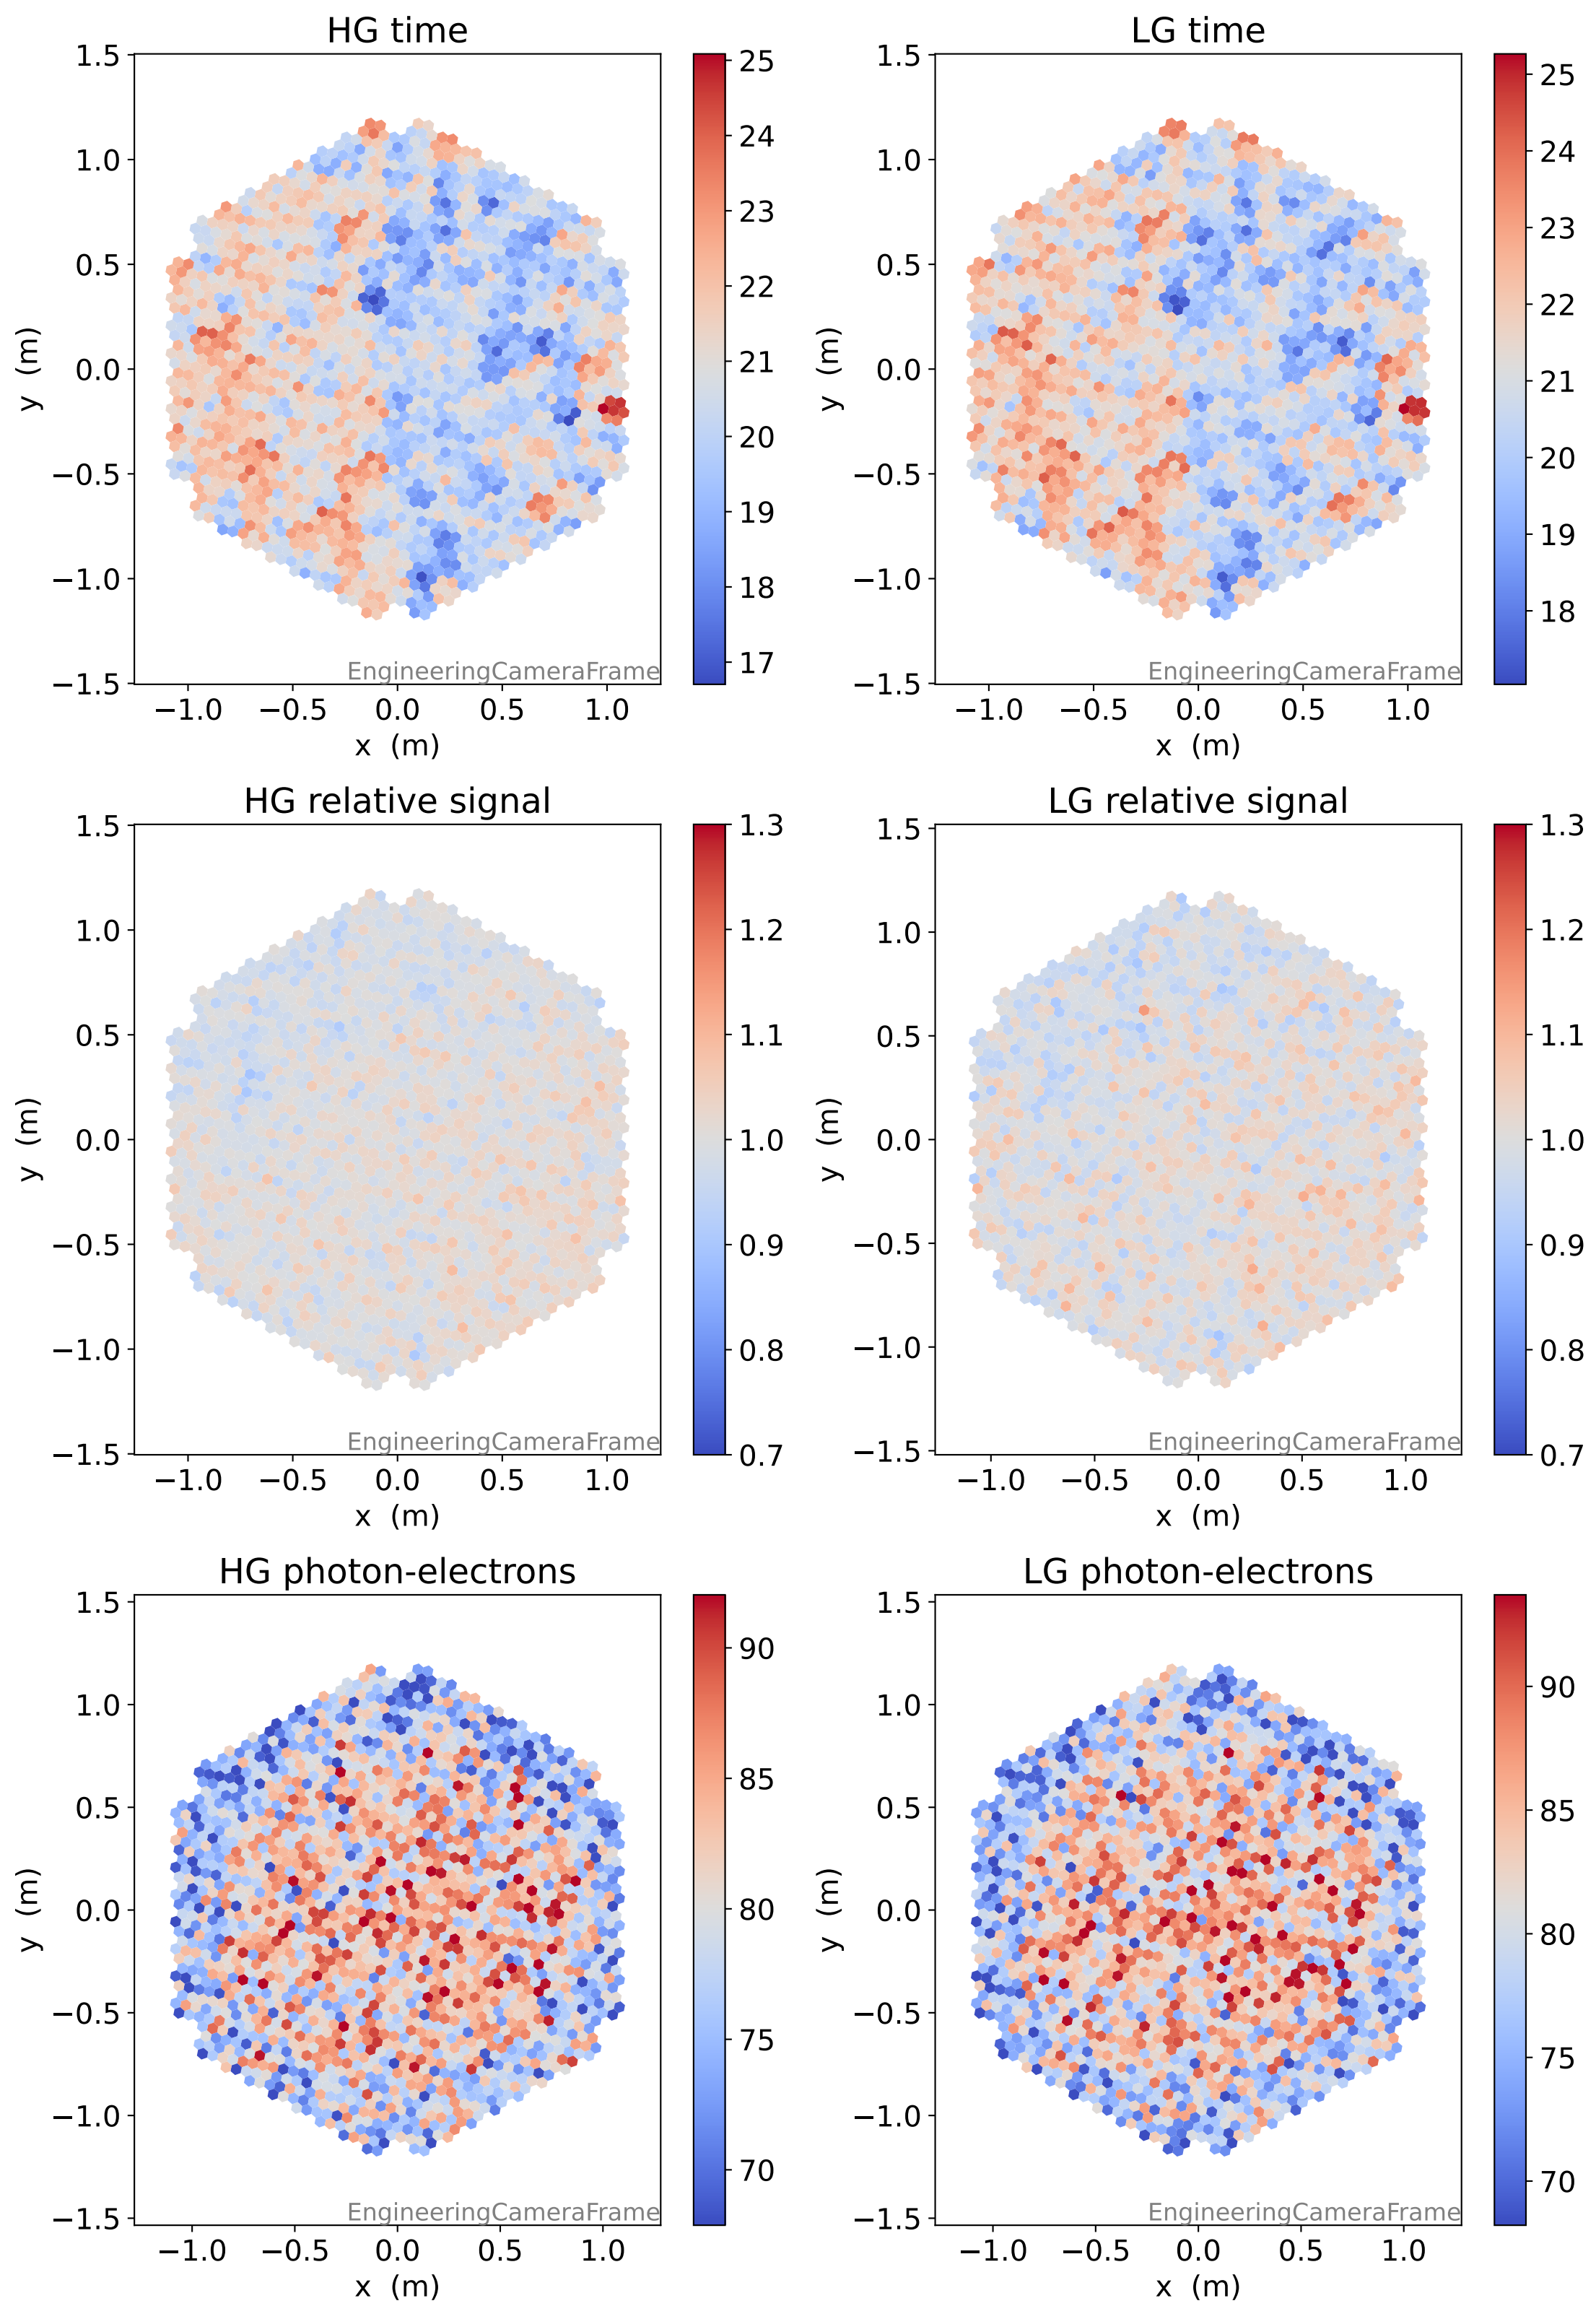 HG time
1.5
1.0
0.5
0.0
−0.5
−1.0
−1.5
y (m)
EngineeringCameraFrame
−1.0 −0.5 0.0 0.5 1.0
x (m)
25
24
23
22
21
20
19
18
17
LG time
1.5
1.0
0.5
0.0
−0.5
−1.0
−1.5
y (m)
EngineeringCameraFrame
−1.0 −0.5 0.0 0.5 1.0
x (m)
25
24
23
22
21
20
19
18
HG relative signal
1.5
1.0
0.5
0.0
−0.5
−1.0
−1.5
y (m)
EngineeringCameraFrame
−1.0 −0.5 0.0 0.5 1.0
x (m)
1.3
1.2
1.1
1.0
0.9
0.8
0.7
LG relative signal
1.5
1.0
0.5
0.0
−0.5
−1.0
−1.5
y (m)
EngineeringCameraFrame
−1.0 −0.5 0.0 0.5 1.0
x (m)
1.3
1.2
1.1
1.0
0.9
0.8
0.7
HG photon-electrons
1.5
1.0
0.5
0.0
−0.5
−1.0
−1.5
y (m)
EngineeringCameraFrame
−1.0 −0.5 0.0 0.5 1.0
x (m)
90
85
80
75
70
LG photon-electrons
1.5
1.0
0.5
0.0
−0.5
−1.0
−1.5
y (m)
EngineeringCameraFrame
−1.0 −0.5 0.0 0.5 1.0
x (m)
90
85
80
75
70